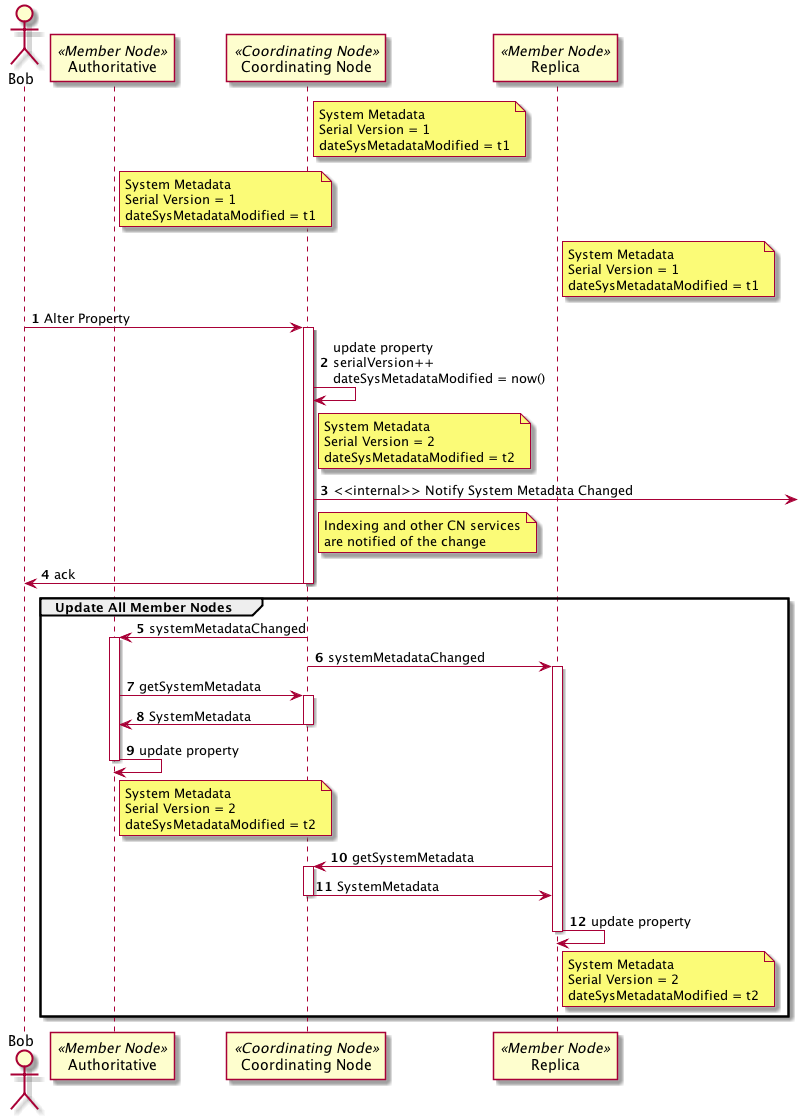 «Member Node»
Authoritative
«Coordinating Node»
Coordinating Node
«Member Node»
Replica
Bob
System Metadata
Serial Version = 1
dateSysMetadataModified = t1
System Metadata
Serial Version = 1
dateSysMetadataModified = t1
System Metadata
Serial Version = 1
dateSysMetadataModified = t1
1 Alter Property
update property
2 serialVersion++
dateSysMetadataModified = now()
System Metadata
Serial Version = 2
dateSysMetadataModified = t2
3 <<internal>> Notify System Metadata Changed
Indexing and other CN services
are notified of the change
4 ack
Update All Member Nodes
5 systemMetadataChanged
6 systemMetadataChanged
7 getSystemMetadata
8 SystemMetadata
9 update property
System Metadata
Serial Version = 2
dateSysMetadataModified = t2
10 getSystemMetadata
11 SystemMetadata
12 update property
System Metadata
Serial Version = 2
dateSysMetadataModified = t2
Bob
«Member Node»
Authoritative
«Coordinating Node»
Coordinating Node
«Member Node»
Replica